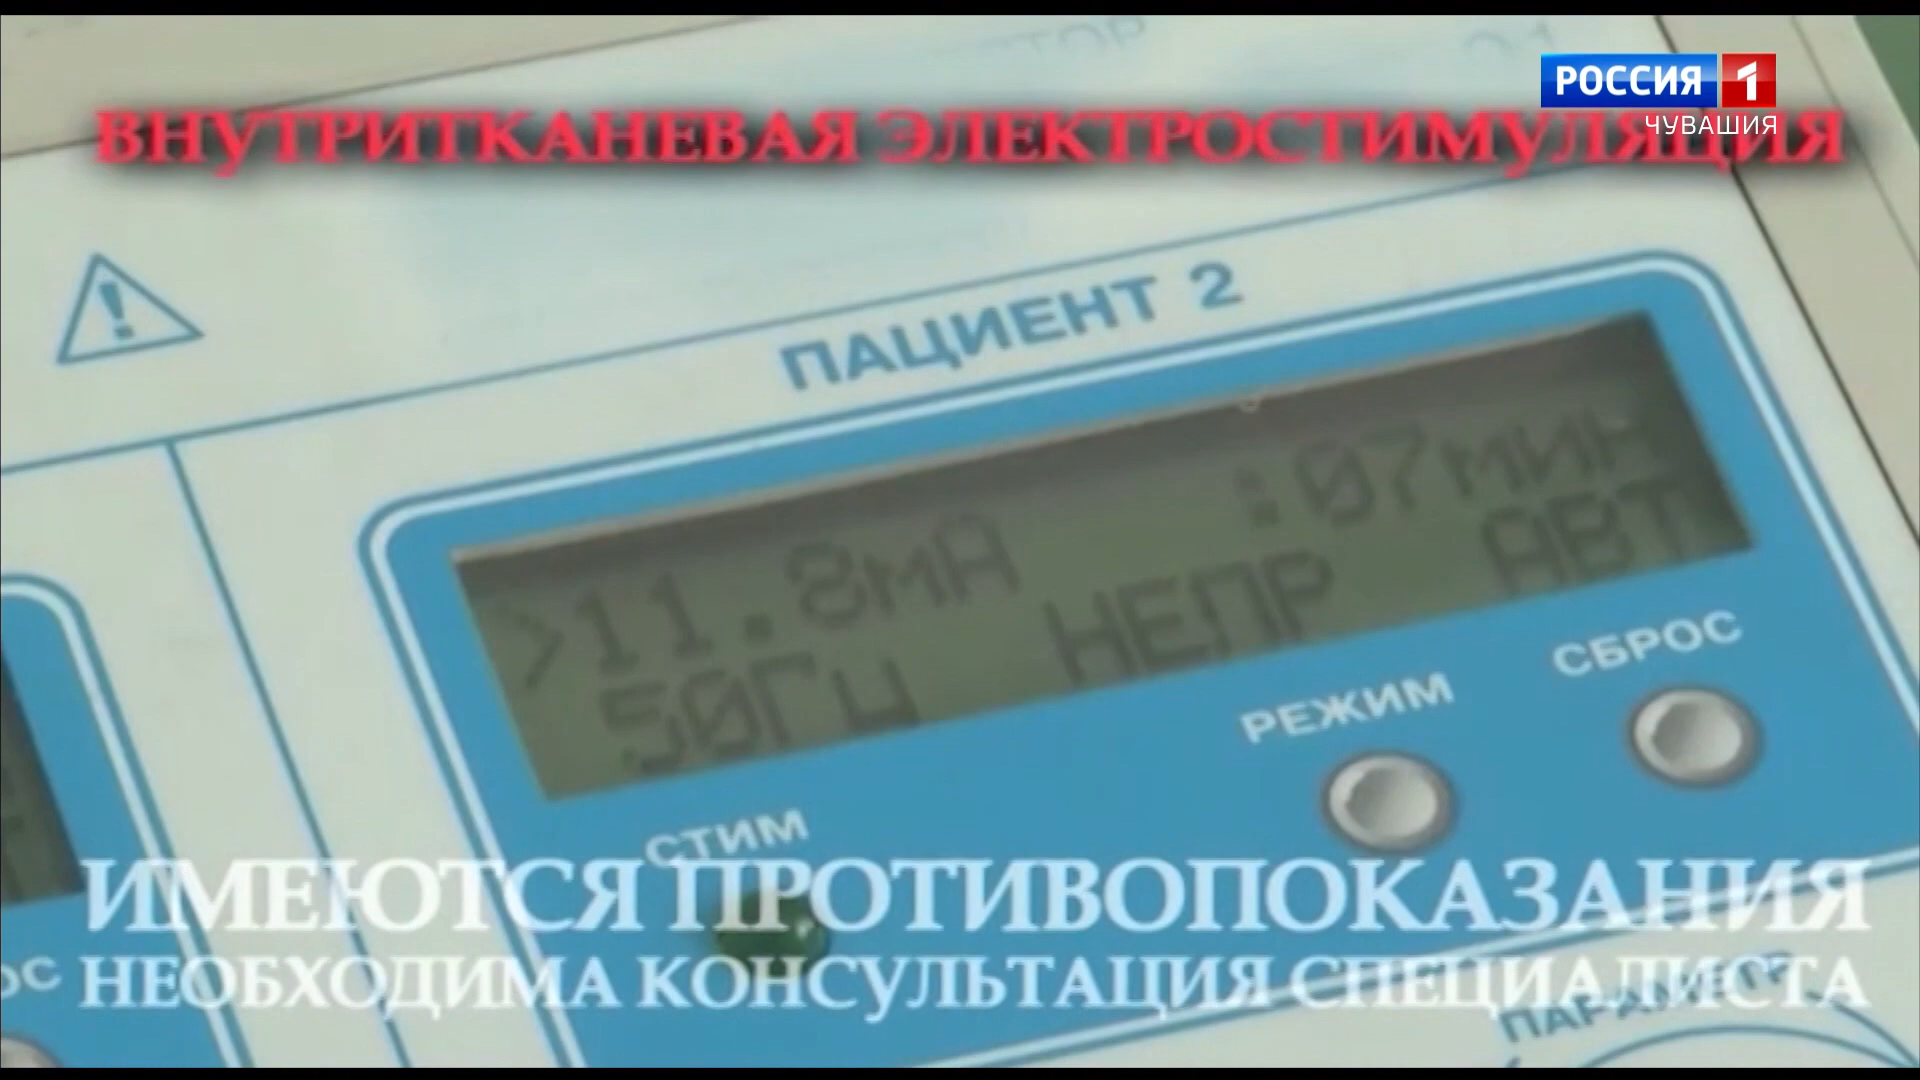 РОССИЯ 1
ЧУВАШИЯ
ВНУТРИТКАНЕВАЯ ЭЛЕКТРОСТИМУЛЯЦИЯ
!
ПАЦИЕНТ 2
>11.8мА :07мин
50Гц НЕПР АВТ
СБРОС
РЕЖИМ
СТИМ
ИМЕЮТСЯ ПРОТИВОПОКАЗАНИЯ
НЕОБХОДИМА КОНСУЛЬТАЦИЯ СПЕЦИАЛИСТА
ПАРАМЕТР